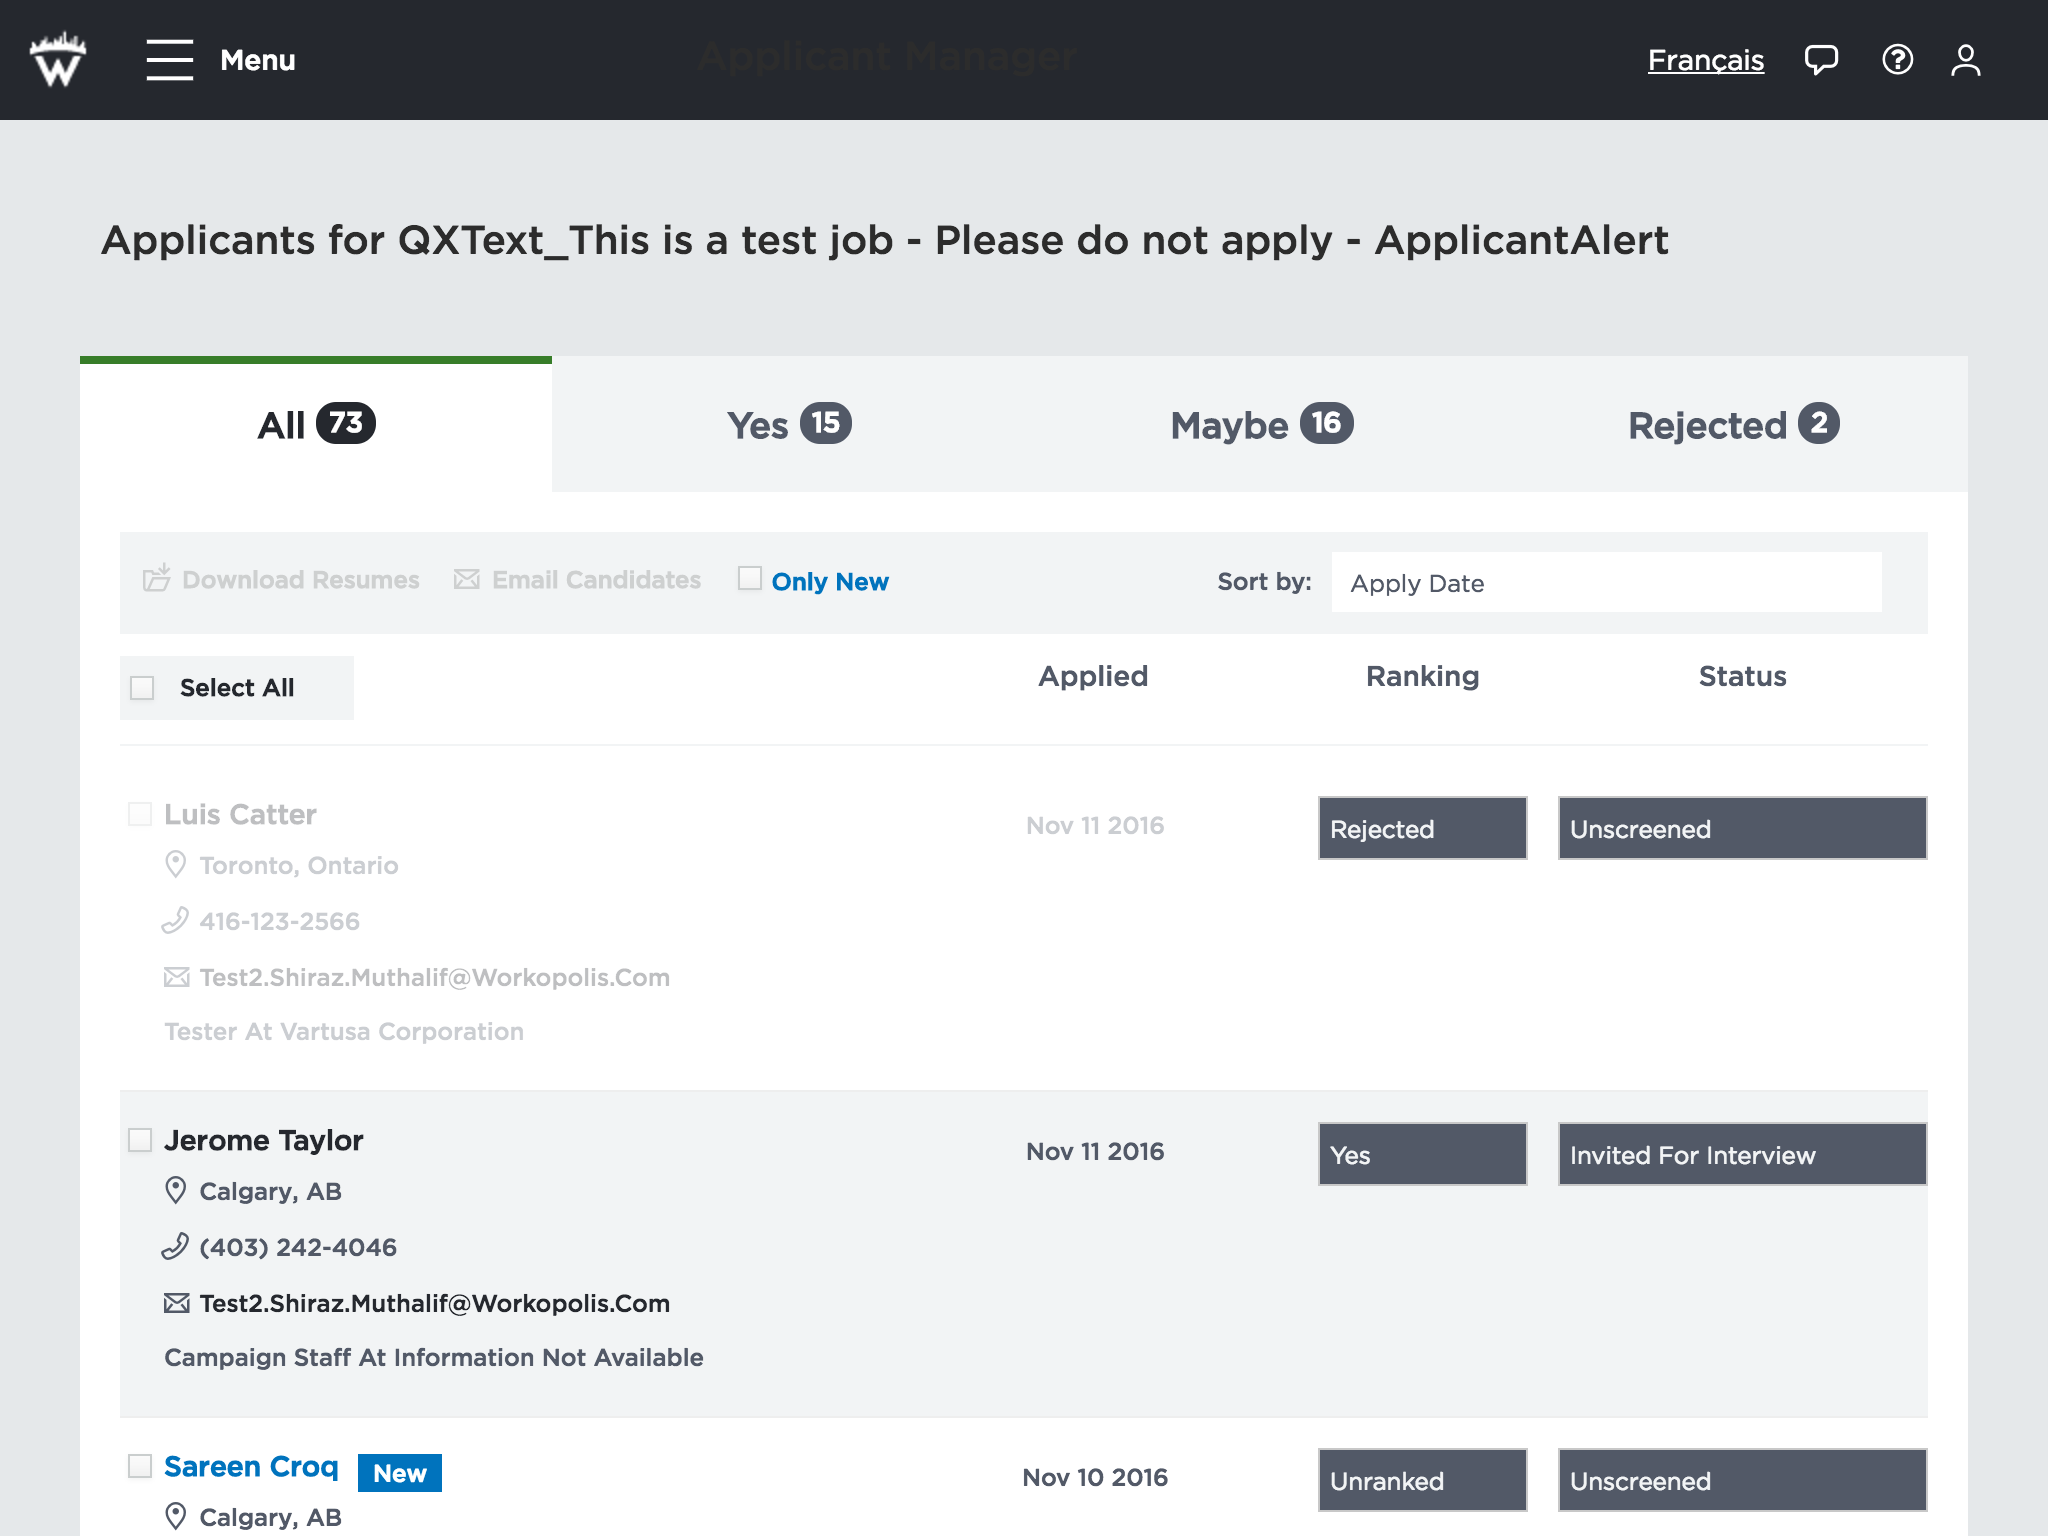 Menu
Applicant Manager
Français
Applicants for QXText_This is a test job - Please do not apply - ApplicantAlert
All 73
Yes 15
Maybe 16
Rejected 2
Download Resumes
Email Candidates
Only New
Sort by:
Apply Date
Select All
Applied
Ranking
Status
Luis Catter
Nov 11 2016
Rejected
Unscreened
Toronto, Ontario
416-123-2566
Test2.Shiraz.Muthalif@Workopolis.Com
Tester At Vartusa Corporation
Jerome Taylor
Nov 11 2016
Yes
Invited For Interview
Calgary, AB
(403) 242-4046
Test2.Shiraz.Muthalif@Workopolis.Com
Campaign Staff At Information Not Available
Sareen Croq
New
Nov 10 2016
Unranked
Unscreened
Calgary, AB